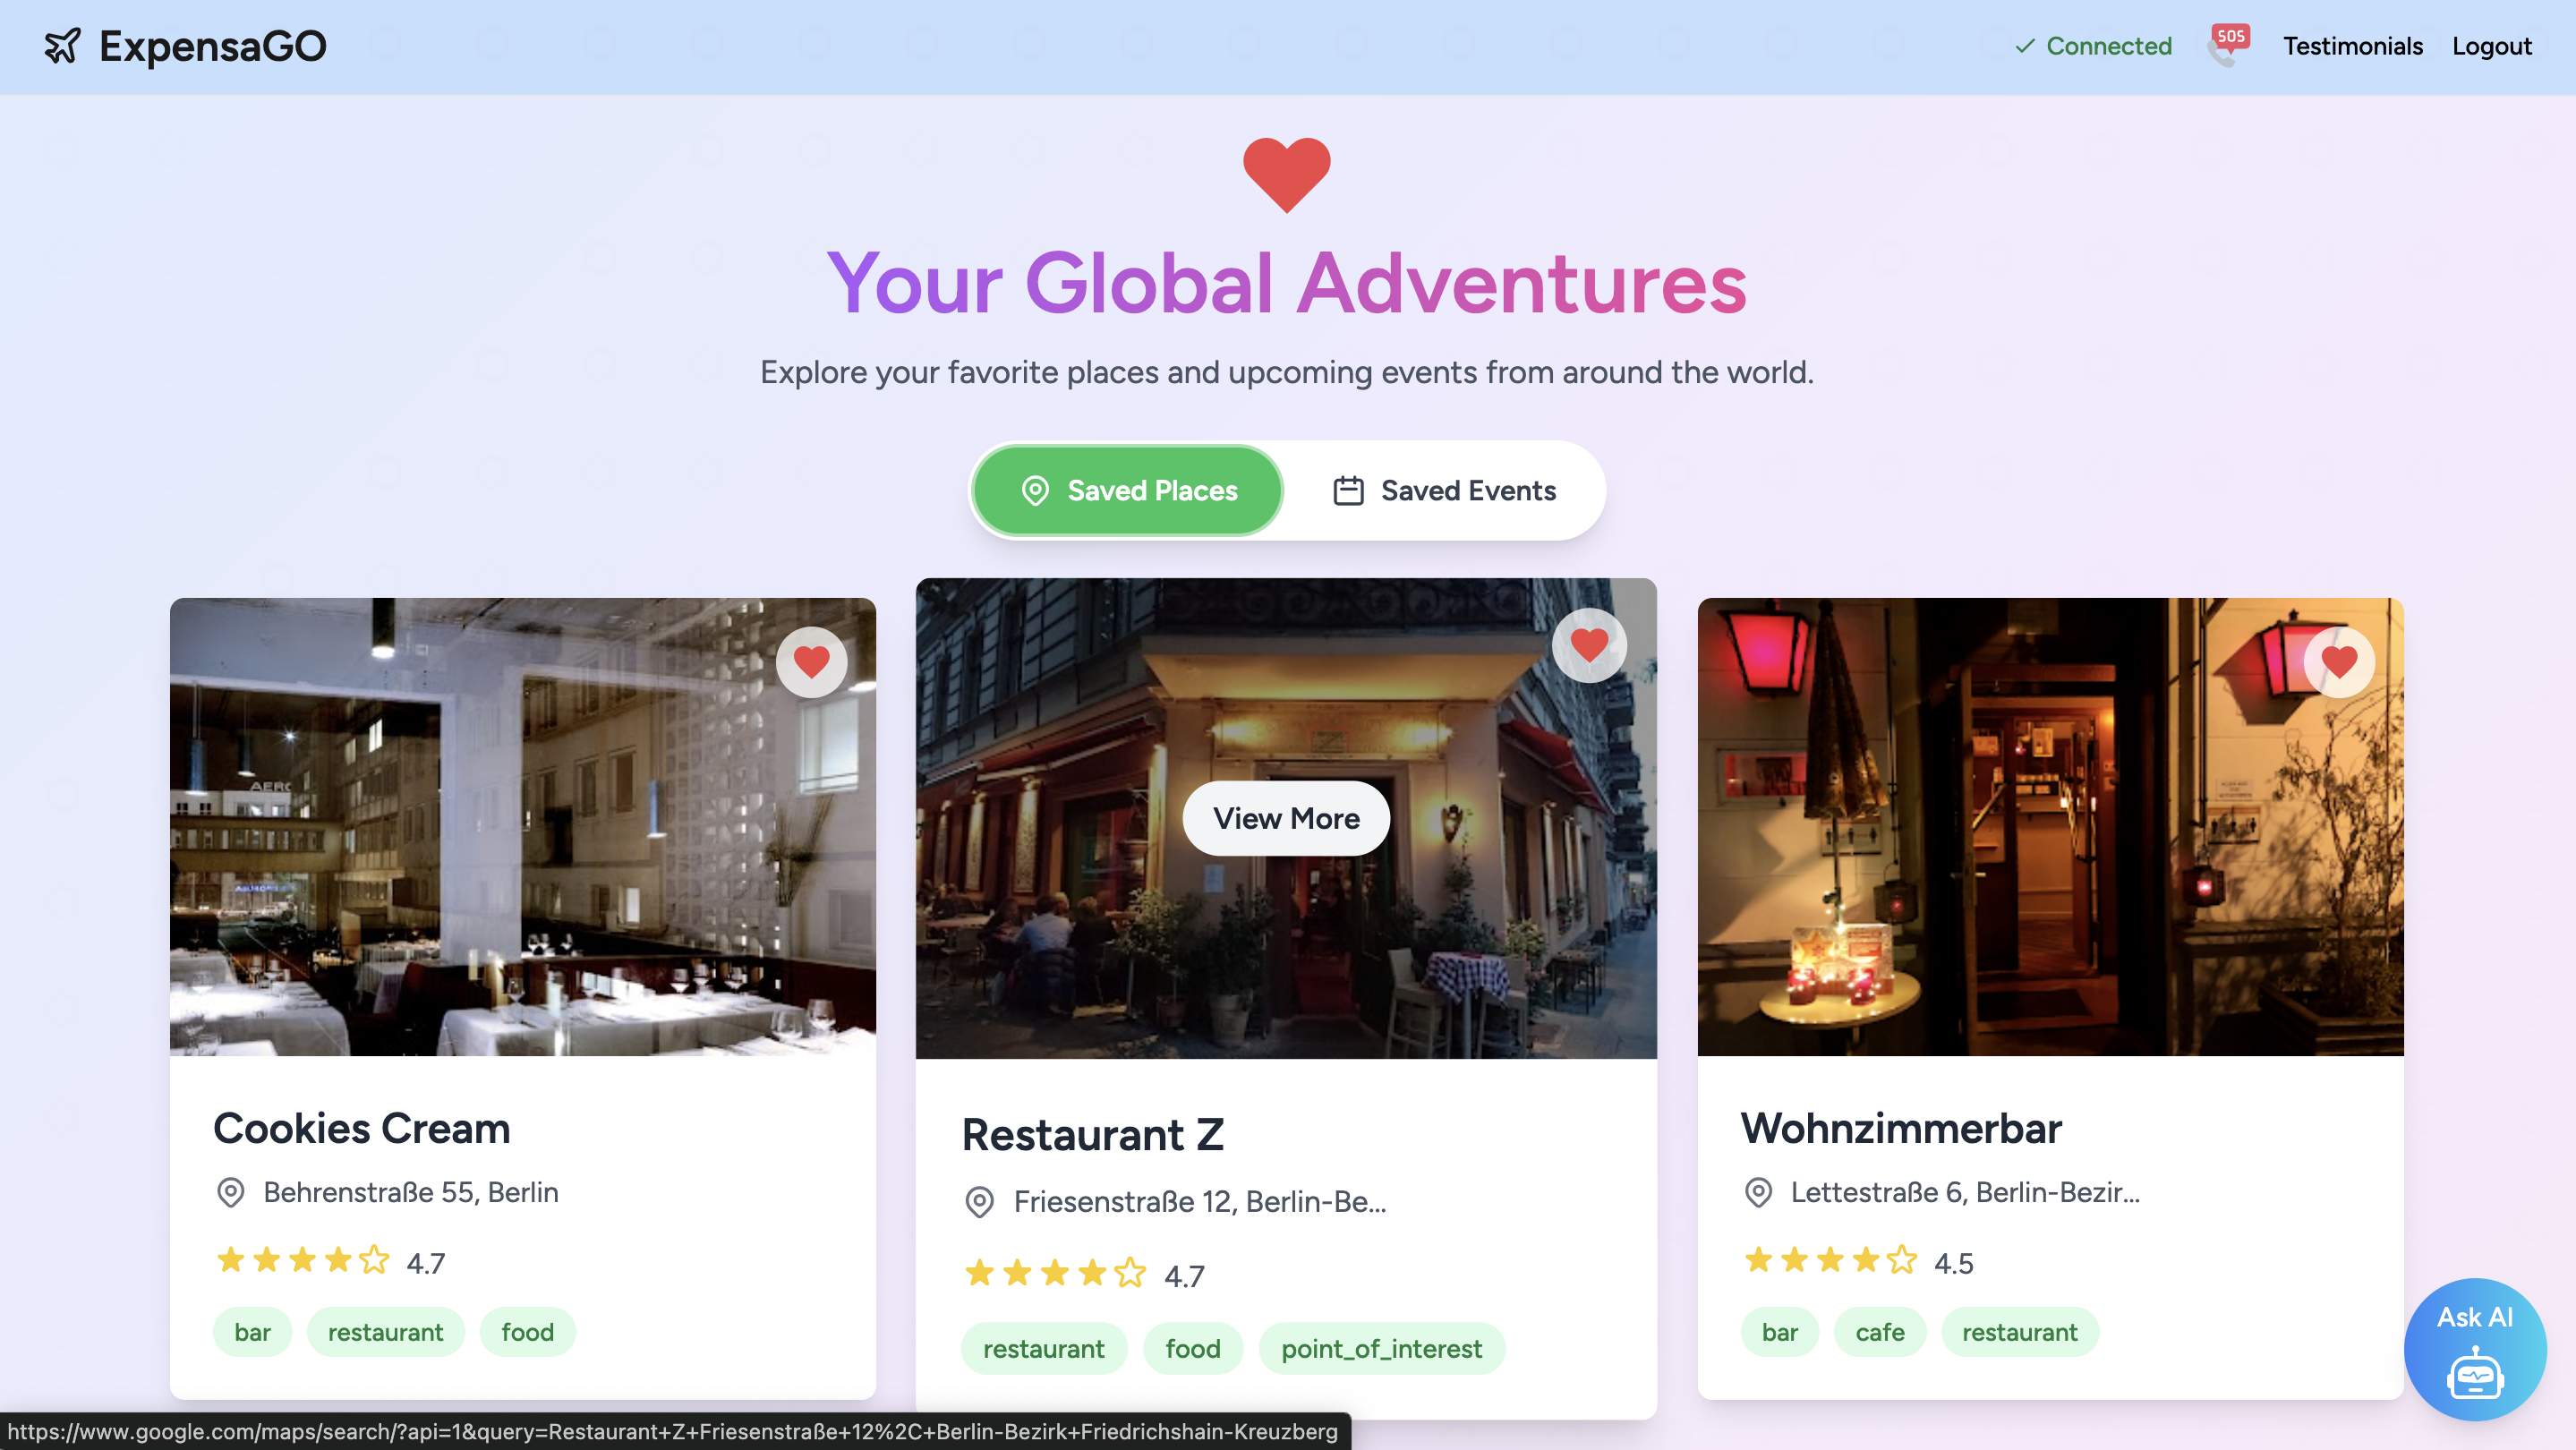 ExpensaGO
Connected
SOS
Testimonials
Logout
Your Global Adventures
Explore your favorite places and upcoming events from around the world.
Saved Places
Saved Events
AERO
View More
Cookies Cream
Behrenstraße 55, Berlin
4.7
bar
restaurant
food
Restaurant Z
Friesenstraße 12, Berlin-Be...
4.7
restaurant
food
point_of_interest
Wohnzimmerbar
Lettestraße 6, Berlin-Bezir...
4.5
bar
cafe
restaurant
Ask AI
https://www.google.com/maps/search/?api=1&query=Restaurant+Z+Friesenstraße+12%2C+Berlin-Bezirk+Friedrichshain-Kreuzberg